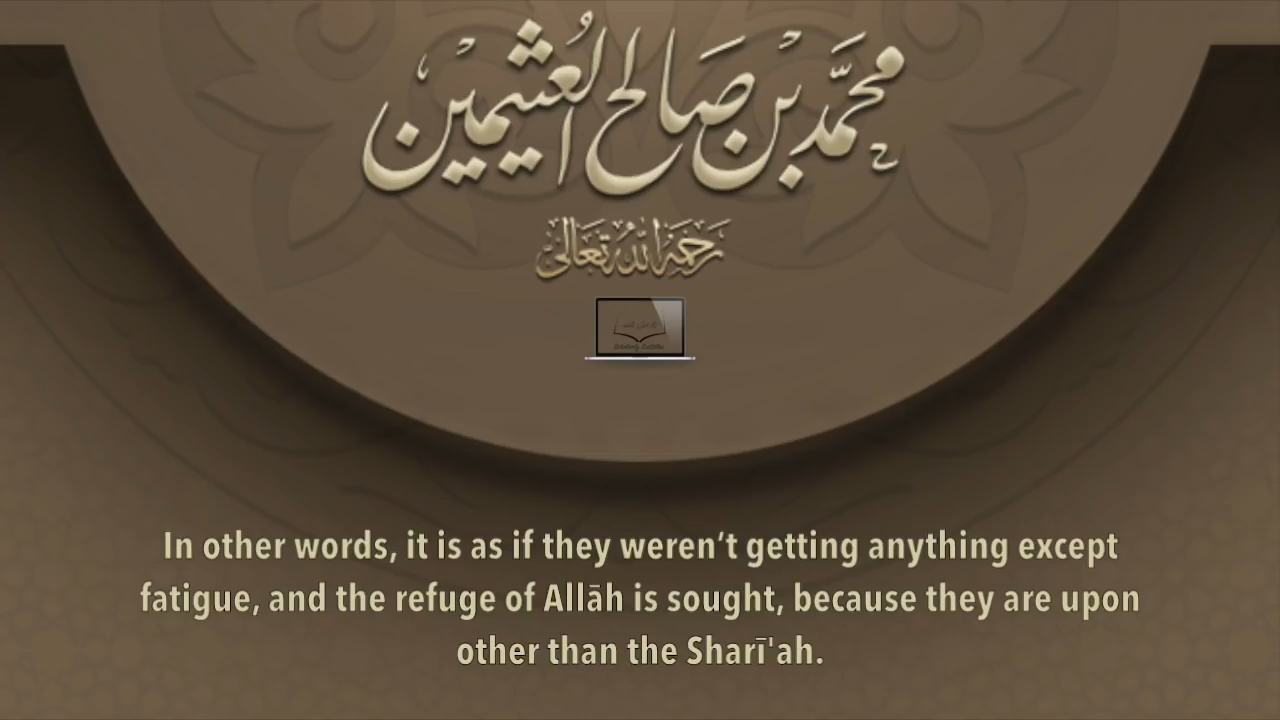 محمد بن صالح العثيمين
رحمه الله تعالى
In other words, it is as if they weren‘t getting anything except
fatigue, and the refuge of Allāh is sought, because they are upon
other than the Sharī'ah.